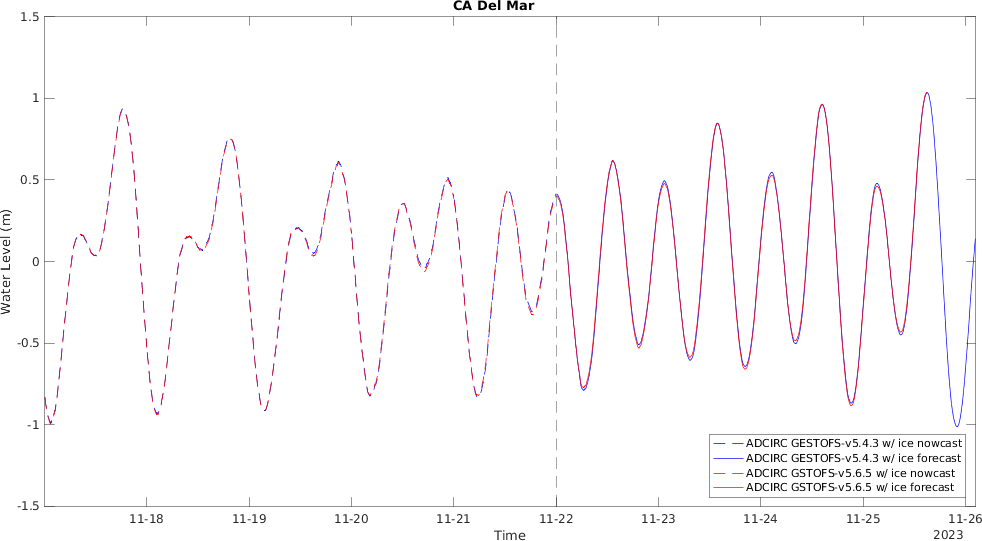 CA Del Mar
1.5
1
0.5
0
-0.5
-1
-1.5
Water Level (m)
11-18
11-19
11-20
11-21
11-22
11-23
11-24
11-25
11-26
Time
2023
ADCIRC GESTOFS-v5.4.3 w/ ice nowcast
ADCIRC GESTOFS-v5.4.3 w/ ice forecast
ADCIRC GSTOFS-v5.6.5 w/ ice nowcast
ADCIRC GSTOFS-v5.6.5 w/ ice forecast